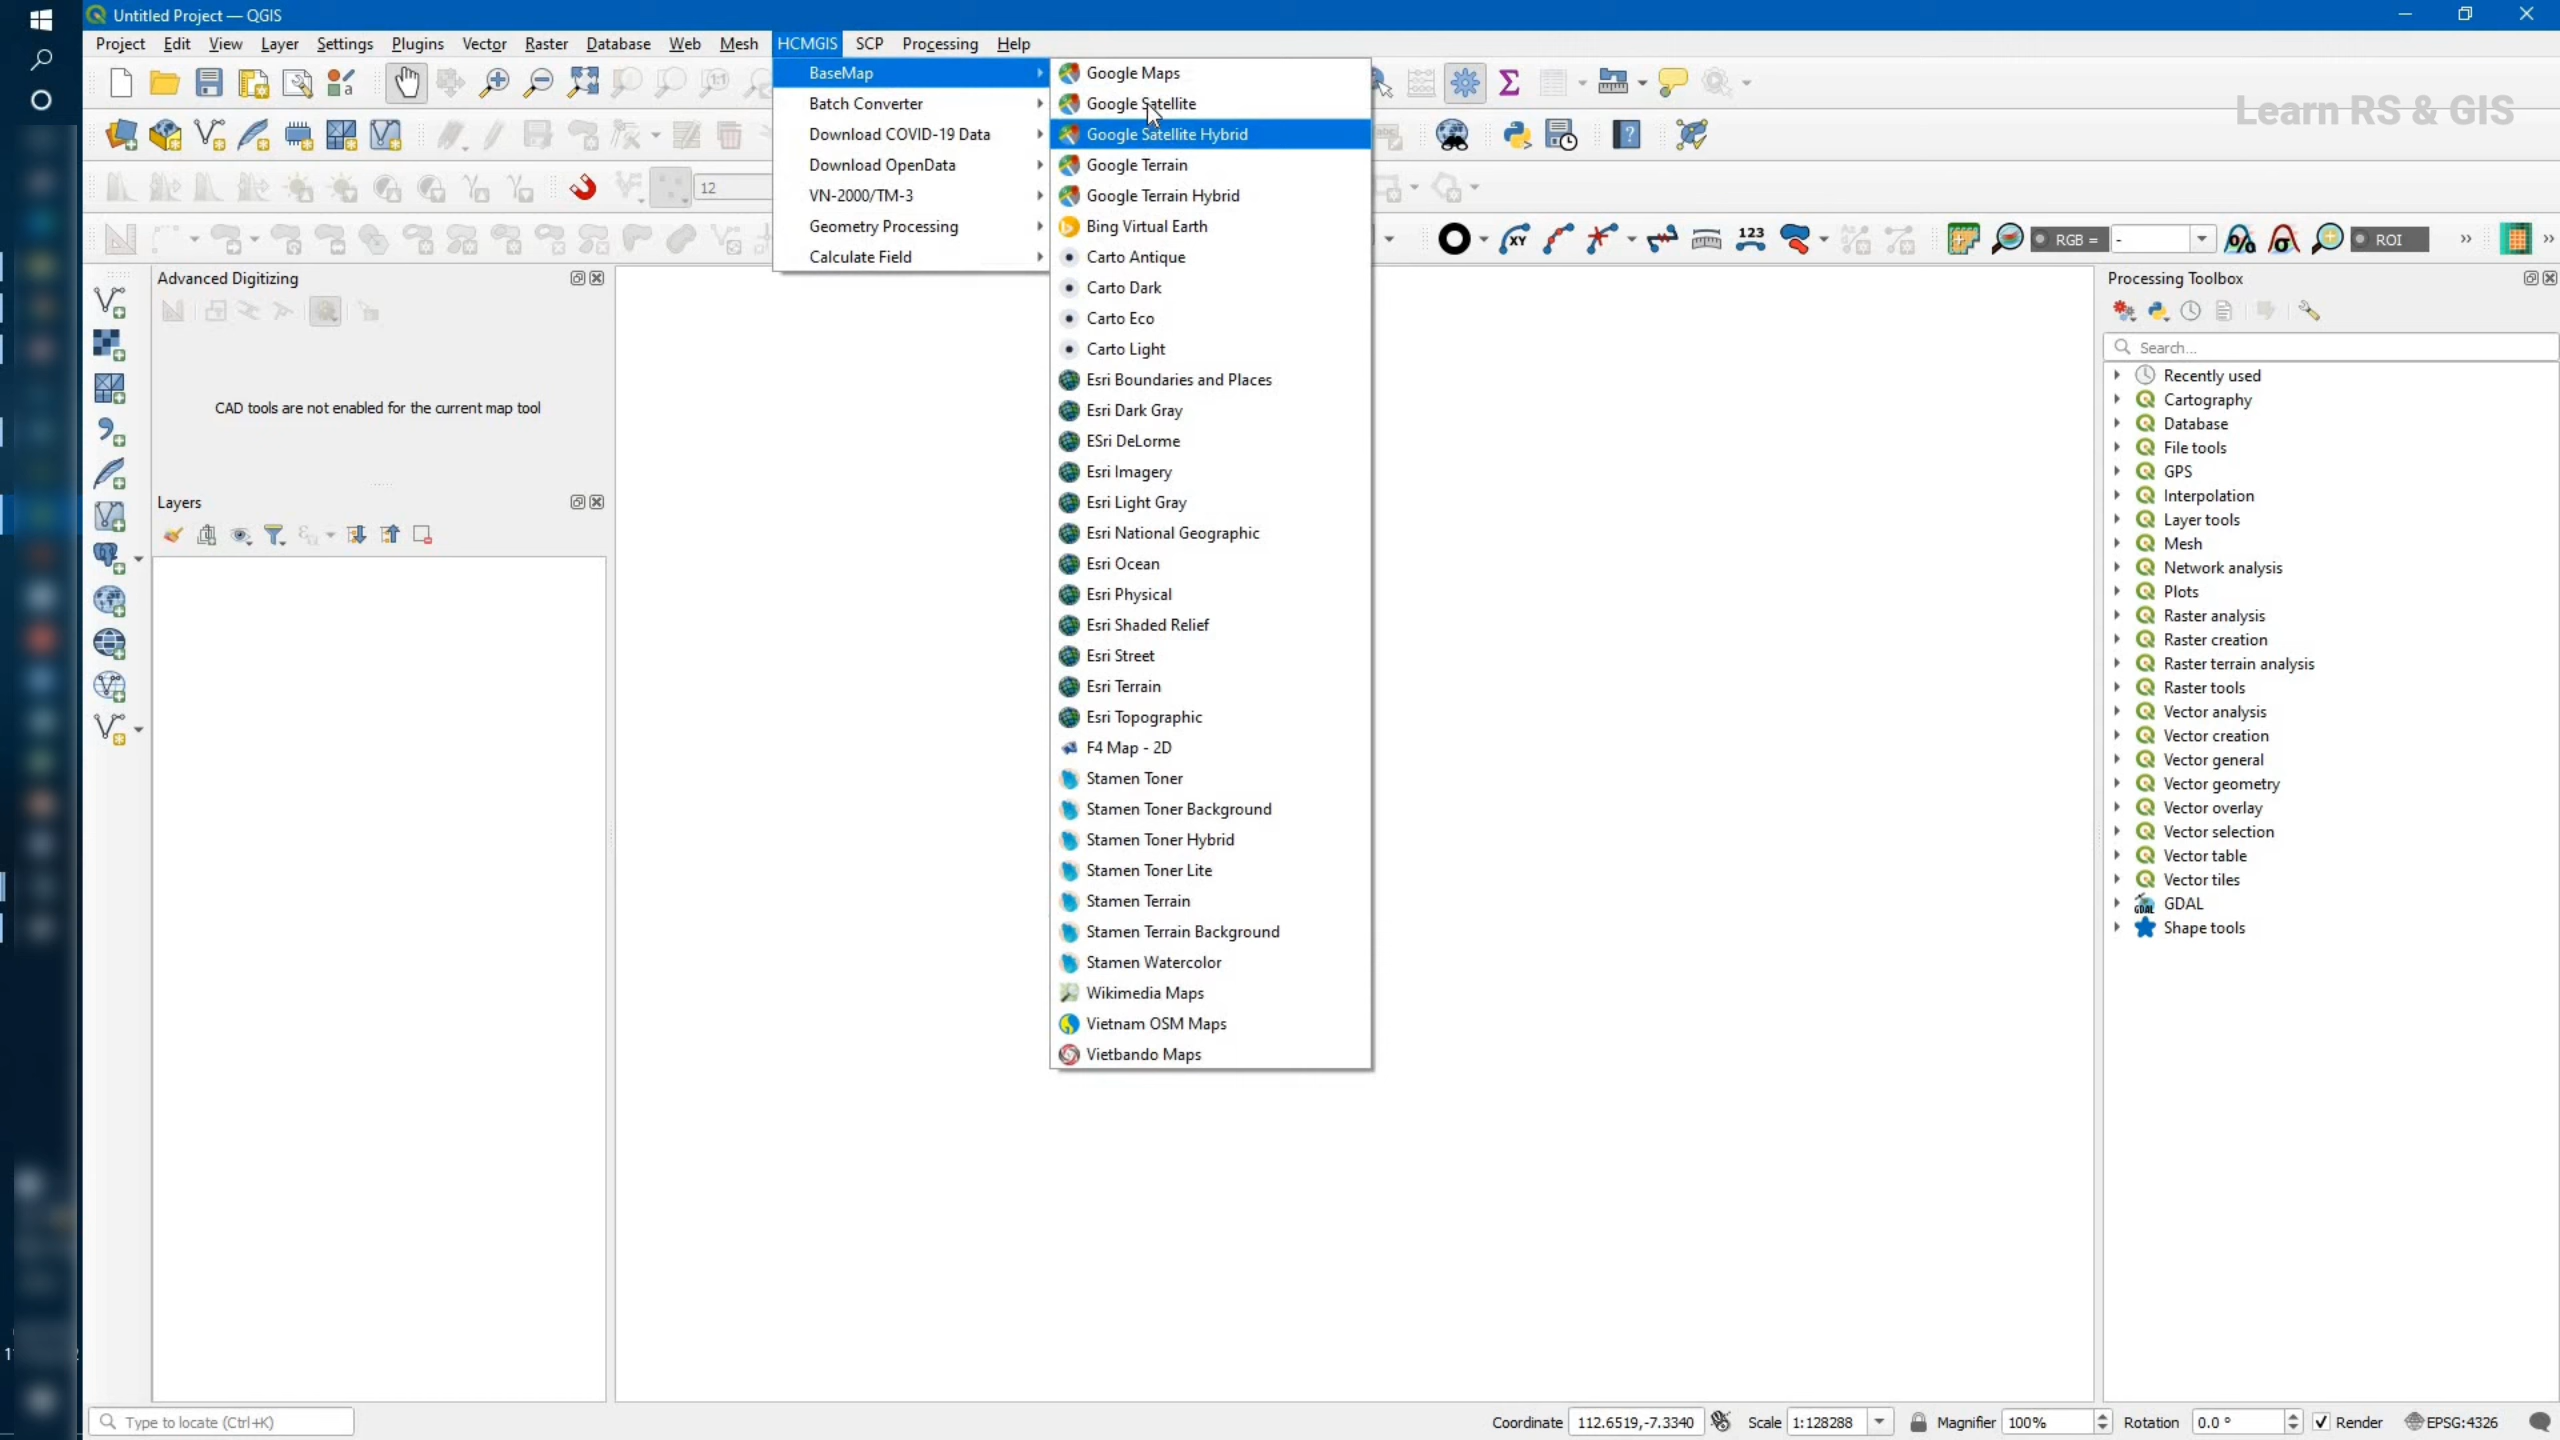 Untitled Project — QGIS
Project Edit View Layer Settings Plugins Vector Raster Database Web Mesh HCMGIS SCP Processing Help
BaseMap
Batch Converter
Download COVID-19 Data
Download OpenData
VN-2000/TM-3
Geometry Processing
Calculate Field
Google Maps
Google Satellite
Google Satellite Hybrid
Google Terrain
Google Terrain Hybrid
Bing Virtual Earth
Carto Antique
Carto Dark
Carto Eco
Carto Light
Esri Boundaries and Places
Esri Dark Gray
ESri DeLorme
Esri Imagery
Esri Light Gray
Esri National Geographic
Esri Ocean
Esri Physical
Esri Shaded Relief
Esri Street
Esri Terrain
Esri Topographic
F4 Map - 2D
Stamen Toner
Stamen Toner Background
Stamen Toner Hybrid
Stamen Toner Lite
Stamen Terrain
Stamen Terrain Background
Stamen Watercolor
Wikimedia Maps
Vietnam OSM Maps
Vietbando Maps
Learn RS & GIS
12
XY
123
RGB =
-
ROI
Advanced Digitizing
CAD tools are not enabled for the current map tool
Layers
Processing Toolbox
Search...
Recently used
Cartography
Database
File tools
GPS
Interpolation
Layer tools
Mesh
Network analysis
Plots
Raster analysis
Raster creation
Raster terrain analysis
Raster tools
Vector analysis
Vector creation
Vector general
Vector geometry
Vector overlay
Vector selection
Vector table
Vector tiles
GDAL
Shape tools
Type to locate (Ctrl+K)
Coordinate 112.6519,-7.3340 Scale 1:128288 Magnifier 100% Rotation 0.0 ° Render EPSG:4326